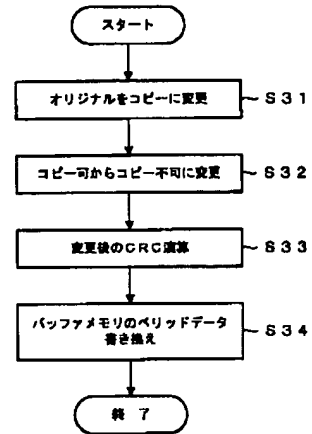 スタート
オリジナルをコピーに変更
S31
コピー可からコピー不可に変更
S32
変更後のCRC演算
S33
バッファメモリのベリッドデータ
書き換え
S34
終了